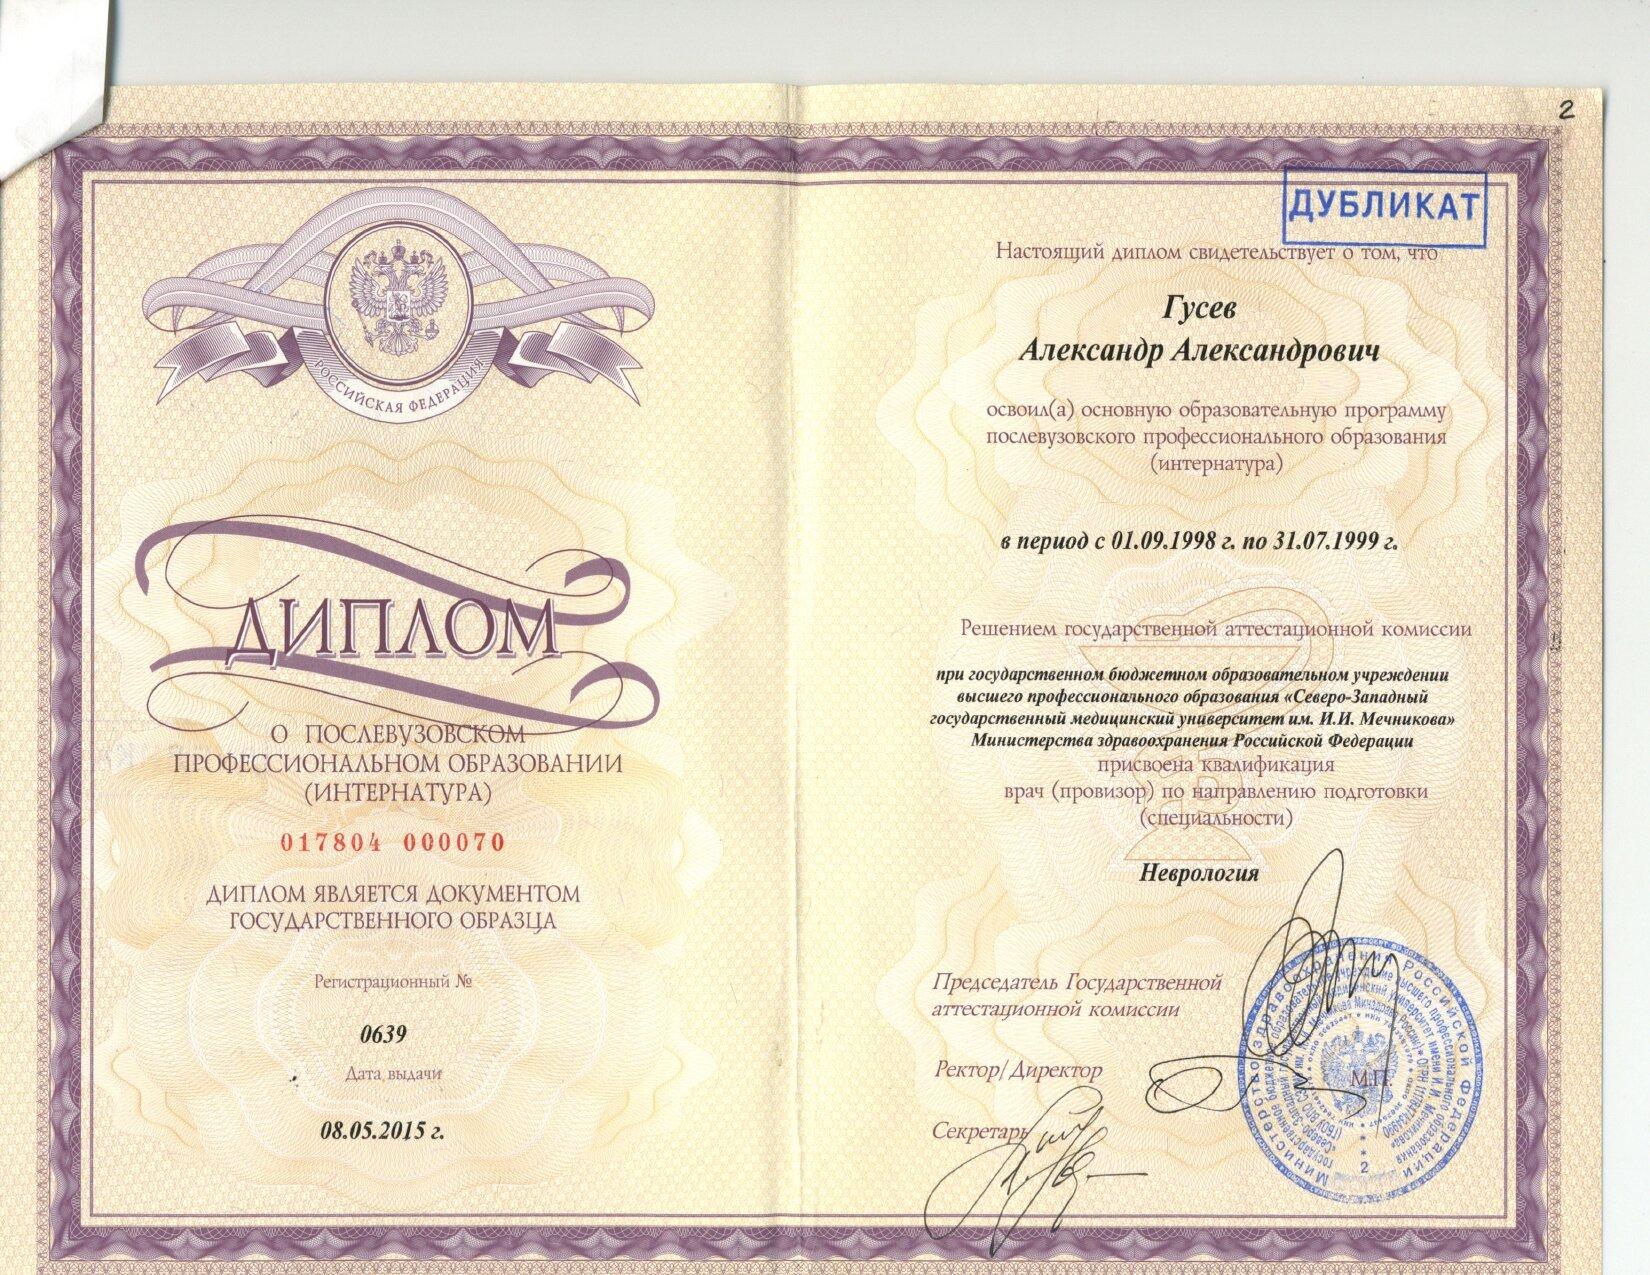 РОССИЙСКАЯ ФЕДЕРАЦИЯ
ДИПЛОМ
О ПОСЛЕВУЗОВСКОМ
ПРОФЕССИОНАЛЬНОМ ОБРАЗОВАНИИ
(ИНТЕРНАТУРА)
017804 000070
ДИПЛОМ ЯВЛЯЕТСЯ ДОКУМЕНТОМ
ГОСУДАРСТВЕННОГО ОБРАЗЦА
Регистрационный №
0639
Дата выдачи
08.05.2015 г.
2
ДУБЛИКАТ
Настоящий диплом свидетельствует о том, что
Гусев
Александр Александрович
освоил(а) основную образовательную программу
послевузовского профессионального образования
(интернатура)
в период с 01.09.1998 г. по 31.07.1999 г.
Решением государственной аттестационной комиссии
при государственном бюджетном образовательном учреждении
высшего профессионального образования «Северо-Западный
государственный медицинский университет им. И.И. Мечникова»
Министерства здравоохранения Российской Федерации
присвоена квалификация
врач (провизор) по направлению подготовки
(специальности)
Неврология
Председатель Государственной
аттестационной комиссии
Ректор/Директор
Секретарь
М.П.
Министерство здравоохранения Российской Федерации